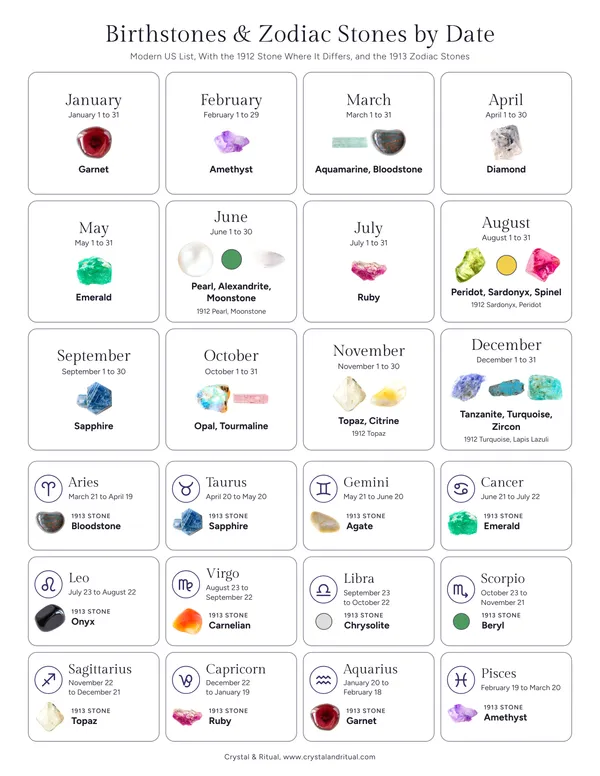 Birthstones & Zodiac Stones by Date
Modern US List, With the 1912 Stone Where It Differs, and the 1913 Zodiac Stones
January
January 1 to 31
Garnet
February
February 1 to 29
Amethyst
March
March 1 to 31
Aquamarine, Bloodstone
April
April 1 to 30
Diamond
May
May 1 to 31
Emerald
June
June 1 to 30
Pearl, Alexandrite,
Moonstone
1912 Pearl, Moonstone
July
July 1 to 31
Ruby
August
August 1 to 31
Peridot, Sardonyx, Spinel
1912 Sardonyx, Peridot
September
September 1 to 30
Sapphire
October
October 1 to 31
Opal, Tourmaline
November
November 1 to 30
Topaz, Citrine
1912 Topaz
December
December 1 to 31
Tanzanite, Turquoise,
Zircon
1912 Turquoise, Lapis Lazuli
Aries
March 21 to April 19
1913 STONE
Bloodstone
Taurus
April 20 to May 20
1913 STONE
Sapphire
Gemini
May 21 to June 20
1913 STONE
Agate
Cancer
June 21 to July 22
1913 STONE
Emerald
Leo
July 23 to August 22
1913 STONE
Onyx
Virgo
August 23 to
September 22
1913 STONE
Carnelian
Libra
September 23
to October 22
1913 STONE
Chrysolite
Scorpio
October 23 to
November 21
1913 STONE
Beryl
Sagittarius
November 22
to December 21
1913 STONE
Topaz
Capricorn
December 22
to January 19
1913 STONE
Ruby
Aquarius
January 20 to
February 18
1913 STONE
Garnet
Pisces
February 19 to March 20
1913 STONE
Amethyst
Crystal & Ritual, www.crystalandritual.com